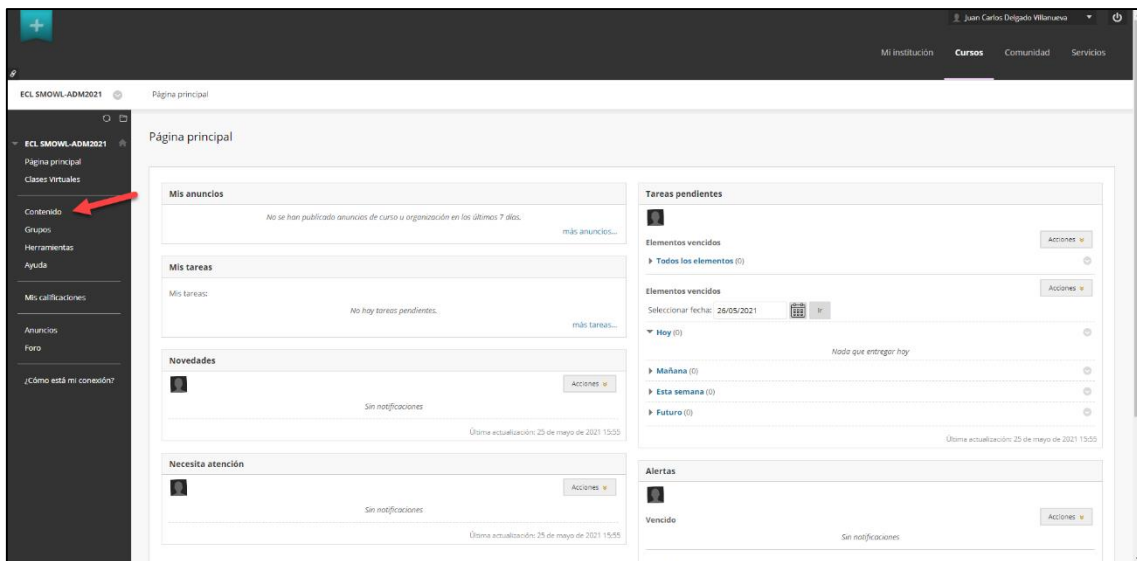 Juan Carlos Delgado Villanueva
Mi institución Cursos Comunidad Servicios
ECL SMOWL-ADM2021 Página principal
ECL SMOWL-ADM2021
Página principal
Clases Virtuales
Contenido
Grupos
Herramientas
Ayuda
Mis calificaciones
Anuncios
Foro
¿Cómo está mi conexión?
Página principal
Mis anuncios
No se han publicado anuncios de curso u organización en los últimos 7 días.
más anuncios...
Mis tareas
Mis tareas:
No hay tareas pendientes.
más tareas...
Novedades
Acciones
Sin notificaciones
Última actualización: 25 de mayo de 2021 15:55
Necesita atención
Acciones
Sin notificaciones
Última actualización: 25 de mayo de 2021 15:55
Tareas pendientes
Elementos vencidos
Acciones
Todos los elementos (0)
Elementos vencidos
Acciones
Seleccionar fecha: 26/05/2021 Ir
Hoy (0)
Nada que entregar hoy
Mañana (0)
Esta semana (0)
Futuro (0)
Última actualización: 25 de mayo de 2021 15:55
Alertas
Vencido
Acciones
Sin notificaciones